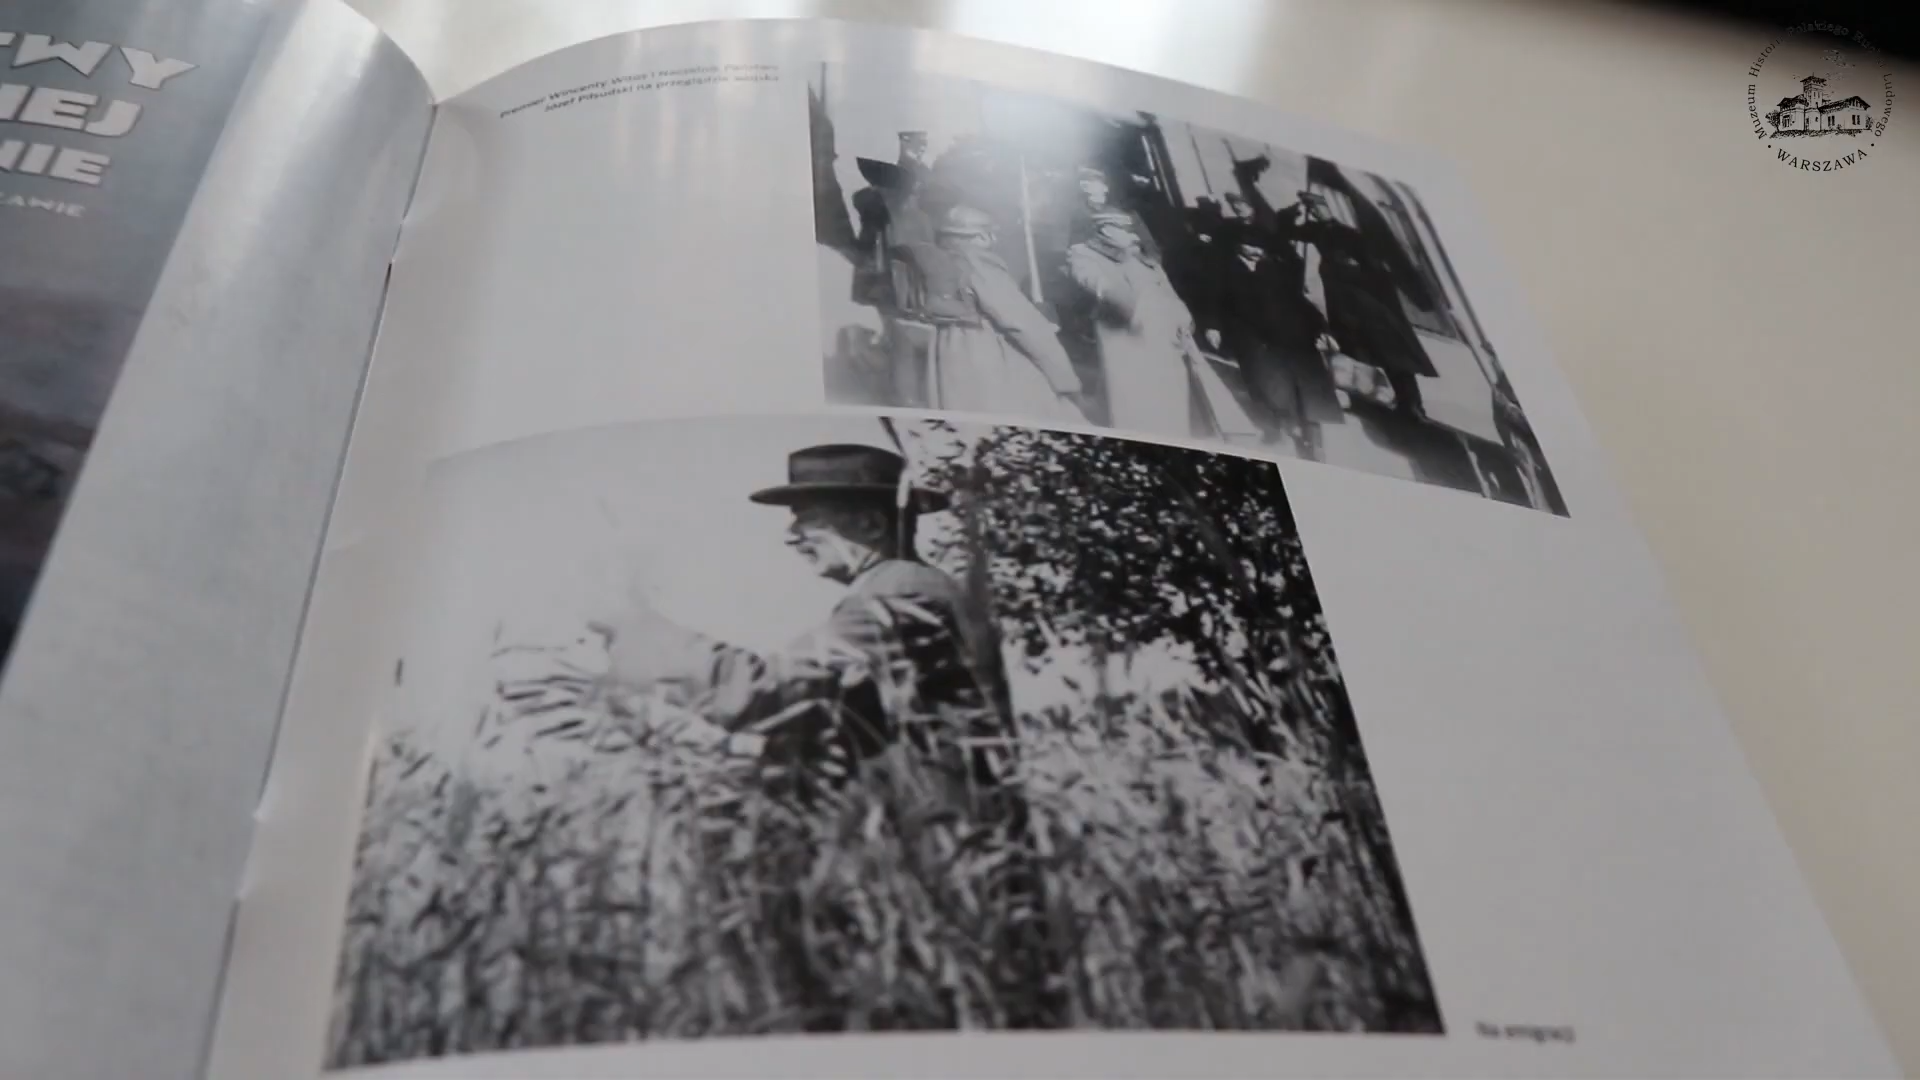 TWY
IEJ
NIE
ZAWIE
Premier Wincenty Witos i Naczelnik Państwa
Józef Piłsudski na przeglądzie wojska
Na emigracji
Muzeum Historii Polskiego Ruchu Ludowego
• WARSZAWA •